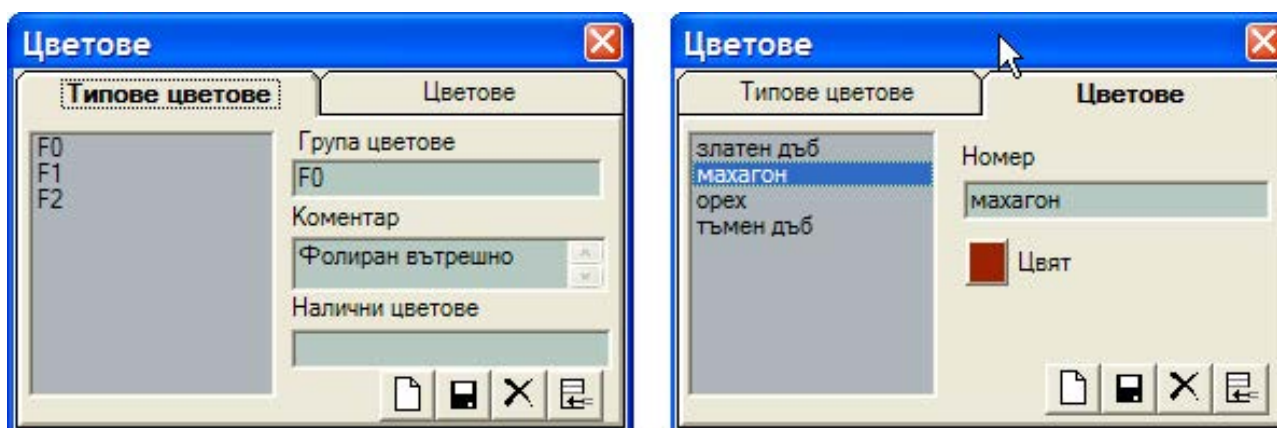 Цветове
Типове цветове
Цветове
F0
F1
F2
Група цветове
F0
Коментар
Фолиран вътрешно
Налични цветове
Цветове
Типове цветове
Цветове
златен дъб
махагон
орех
тъмен дъб
Номер
махагон
Цвят